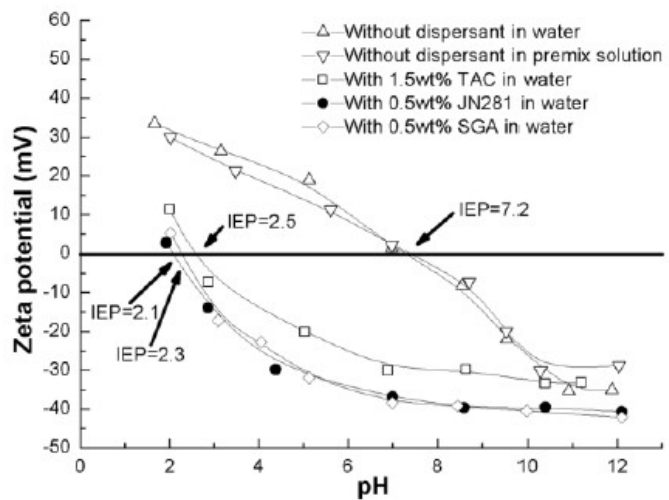 60
50
40
30
20
10
0
-10
-20
-30
-40
-50
Zeta potential (mV)
Without dispersant in water
Without dispersant in premix solution
With 1.5wt% TAC in water
With 0.5wt% JN281 in water
With 0.5wt% SGA in water
IEP=2.5
IEP=7.2
IEP=2.1
IEP=2.3
0 2 4 6 8 10 12
pH